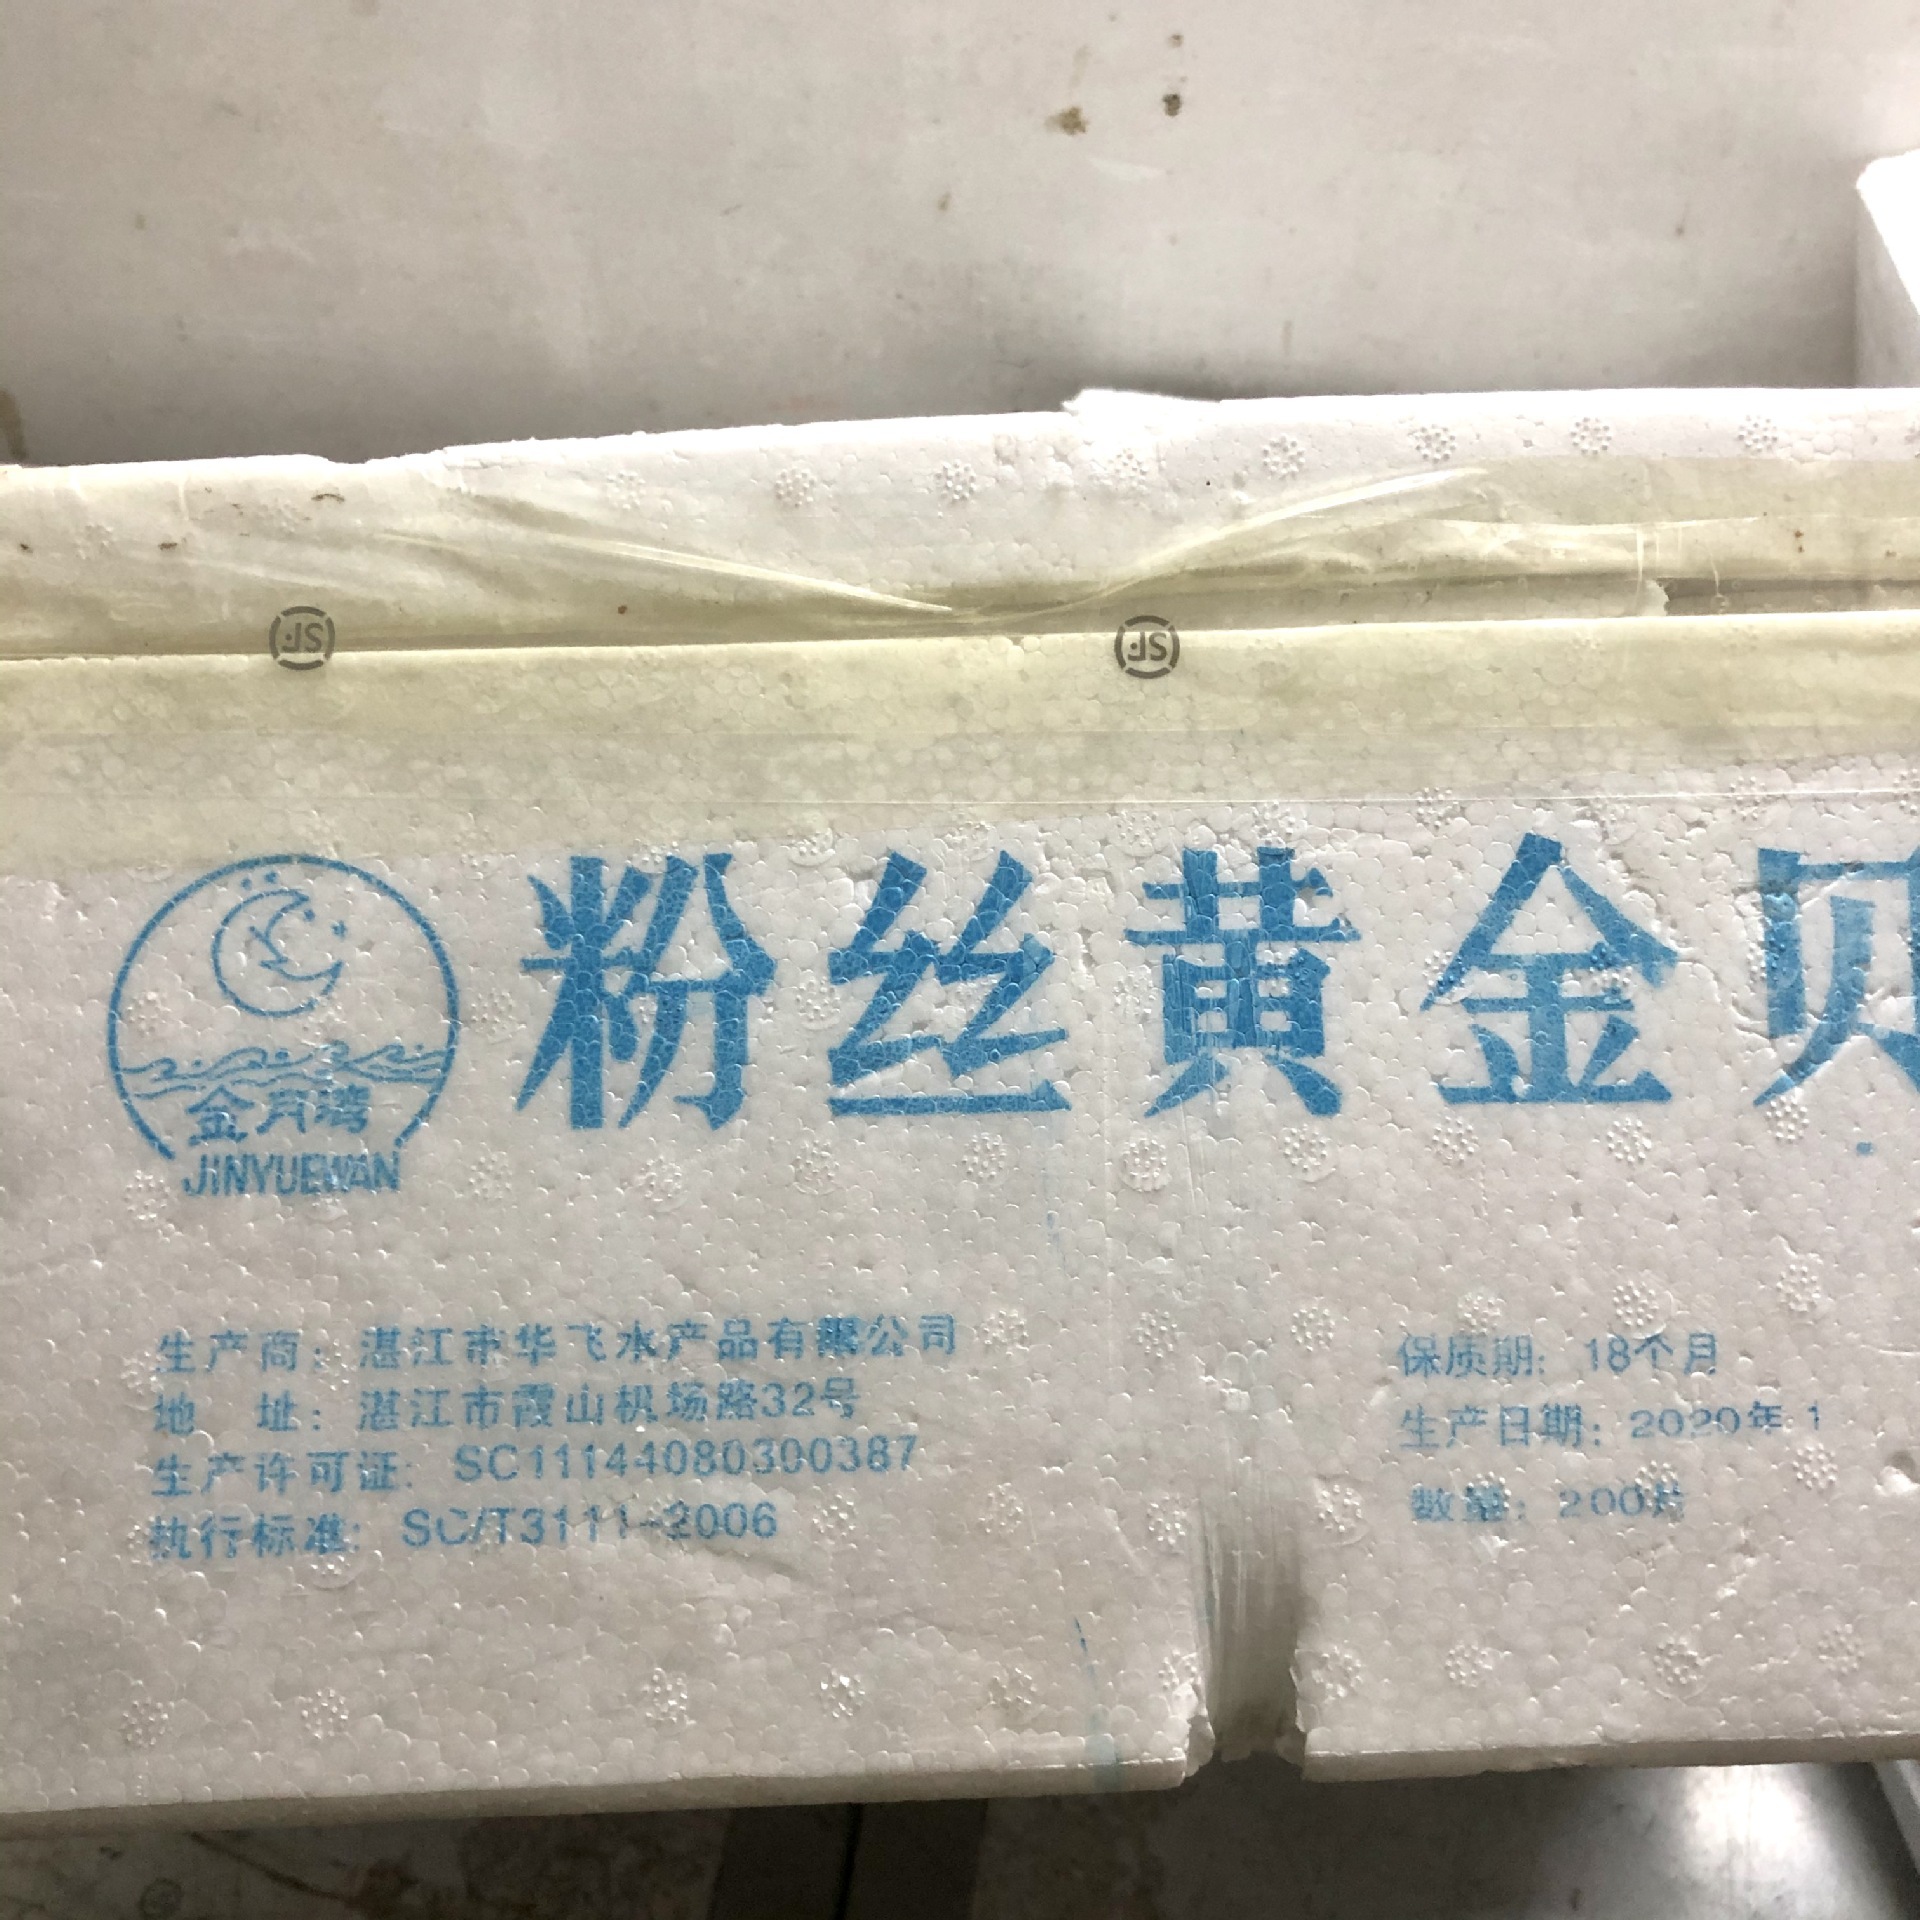 JS
JS
粉丝黄金贝
金月湾
JINYUEWAN
生产商：湛江市华飞水产品有限公司
地　址：湛江市霞山机场路32号
生产许可证：SC11144080300387
执行标准：SC/T3111-2006
保质期：18个月
生产日期：2020年1
数量：200片